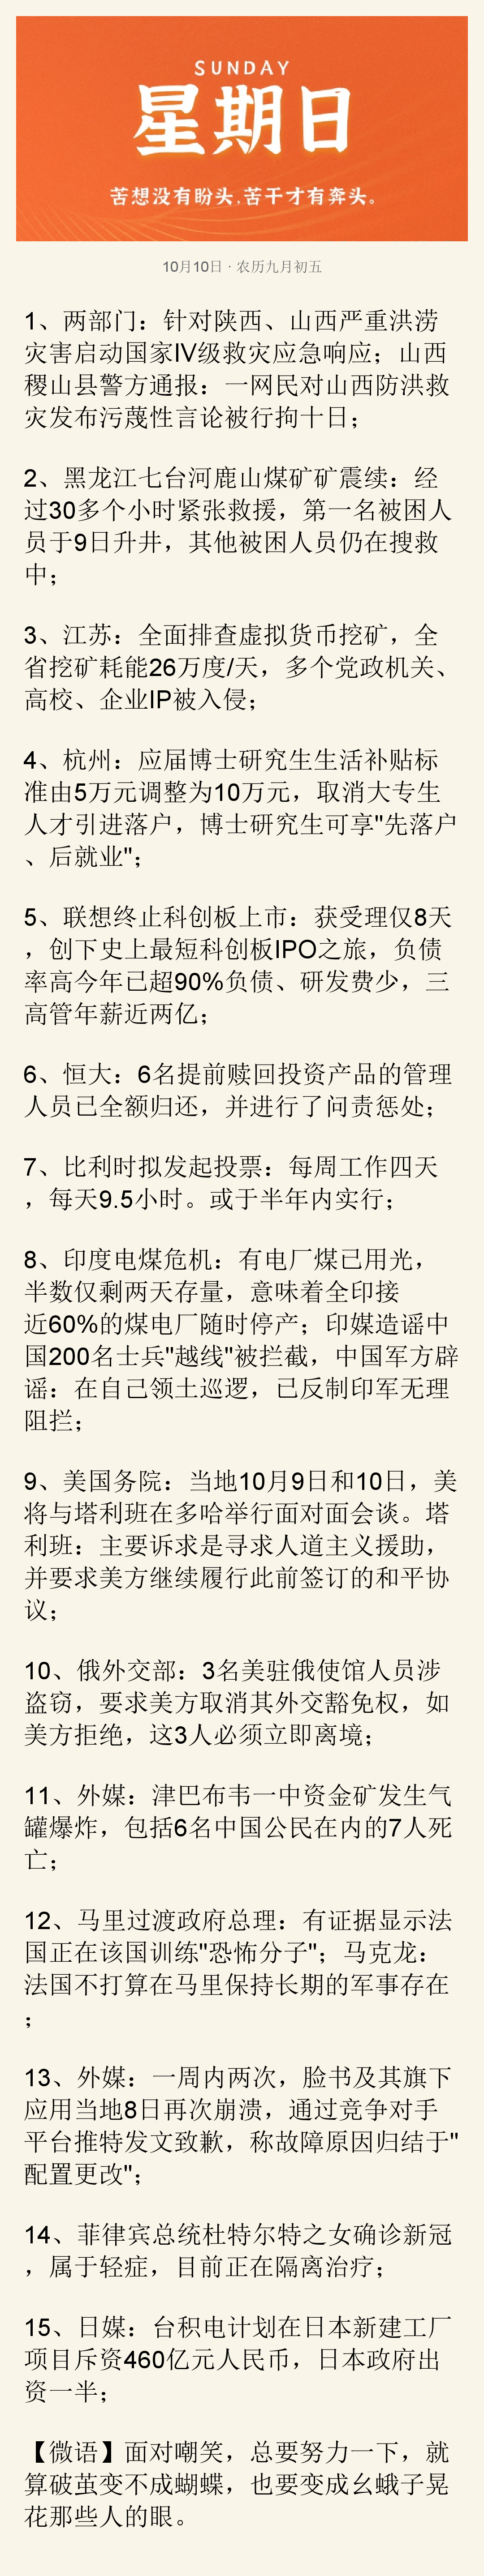 SUNDAY
星期日
苦想没有盼头,苦干才有奔头。
10月10日 · 农历九月初五
1、两部门：针对陕西、山西严重洪涝
灾害启动国家IV级救灾应急响应；山西
稷山县警方通报：一网民对山西防洪救
灾发布污蔑性言论被行拘十日；
2、黑龙江七台河鹿山煤矿矿震续：经
过30多个小时紧张救援，第一名被困人
员于9日升井，其他被困人员仍在搜救
中；
3、江苏：全面排查虚拟货币挖矿，全
省挖矿耗能26万度/天，多个党政机关、
高校、企业IP被入侵；
4、杭州：应届博士研究生生活补贴标
准由5万元调整为10万元，取消大专生
人才引进落户，博士研究生可享"先落户
、后就业"；
5、联想终止科创板上市：获受理仅8天
，创下史上最短科创板IPO之旅，负债
率高今年已超90%负债、研发费少，三
高管年薪近两亿；
6、恒大：6名提前赎回投资产品的管理
人员已全额归还，并进行了问责惩处；
7、比利时拟发起投票：每周工作四天
，每天9.5小时。或于半年内实行；
8、印度电煤危机：有电厂煤已用光，
半数仅剩两天存量，意味着全印接
近60%的煤电厂随时停产；印媒造谣中
国200名士兵"越线"被拦截，中国军方辟
谣：在自己领土巡逻，已反制印军无理
阻拦；
9、美国务院：当地10月9日和10日，美
将与塔利班在多哈举行面对面会谈。塔
利班：主要诉求是寻求人道主义援助，
并要求美方继续履行此前签订的和平协
议；
10、俄外交部：3名美驻俄使馆人员涉
盗窃，要求美方取消其外交豁免权，如
美方拒绝，这3人必须立即离境；
11、外媒：津巴布韦一中资金矿发生气
罐爆炸，包括6名中国公民在内的7人死
亡；
12、马里过渡政府总理：有证据显示法
国正在该国训练"恐怖分子"；马克龙：
法国不打算在马里保持长期的军事存在
；
13、外媒：一周内两次，脸书及其旗下
应用当地8日再次崩溃，通过竞争对手
平台推特发文致歉，称故障原因归结于"
配置更改"；
14、菲律宾总统杜特尔特之女确诊新冠
，属于轻症，目前正在隔离治疗；
15、日媒：台积电计划在日本新建工厂
项目斥资460亿元人民币，日本政府出
资一半；
【微语】面对嘲笑，总要努力一下，就
算破茧变不成蝴蝶，也要变成幺蛾子晃
花那些人的眼。